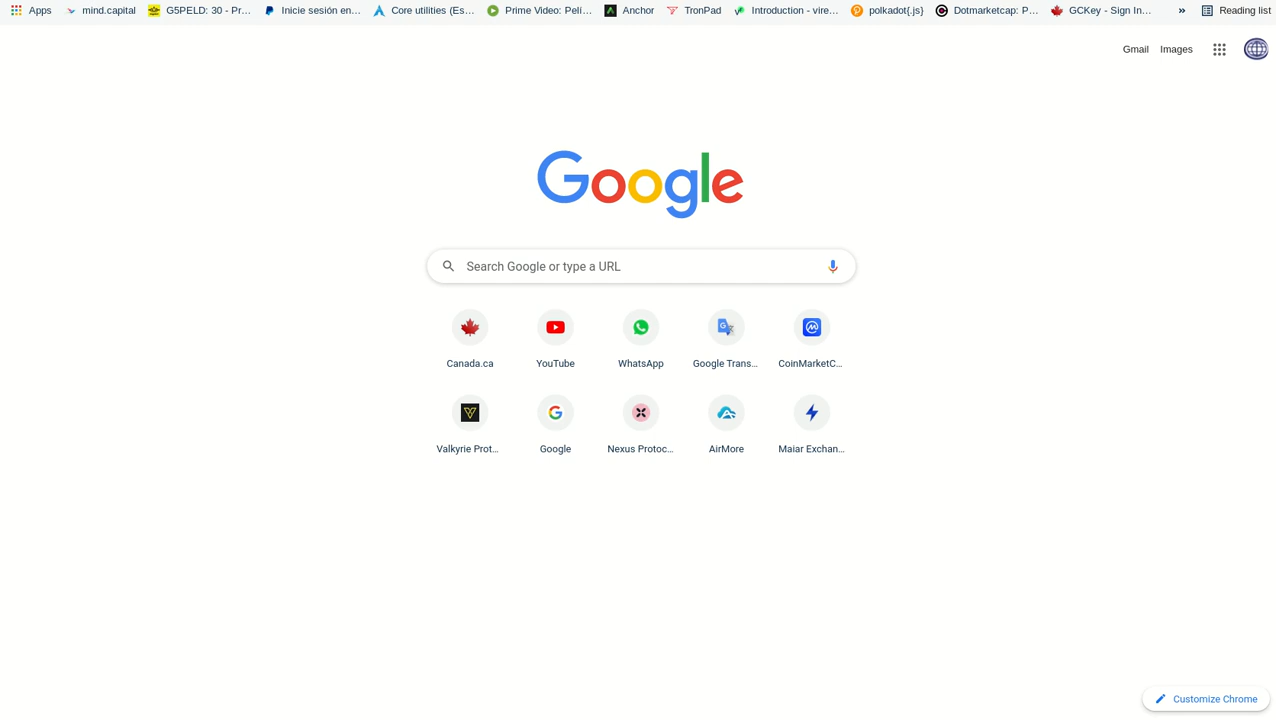 Apps mind.capital G5PELD: 30 - Pr... Inicie sesión en... Core utilities (Es... Prime Video: Pelí... Anchor TronPad Introduction - vire... polkadot{.js} Dotmarketcap: P... GCKey - Sign In... » Reading list
Gmail Images
Google
Search Google or type a URL
Canada.ca YouTube WhatsApp Google Trans... CoinMarketC...
Valkyrie Prot... Google Nexus Protoc... AirMore Maiar Exchan...
Customize Chrome